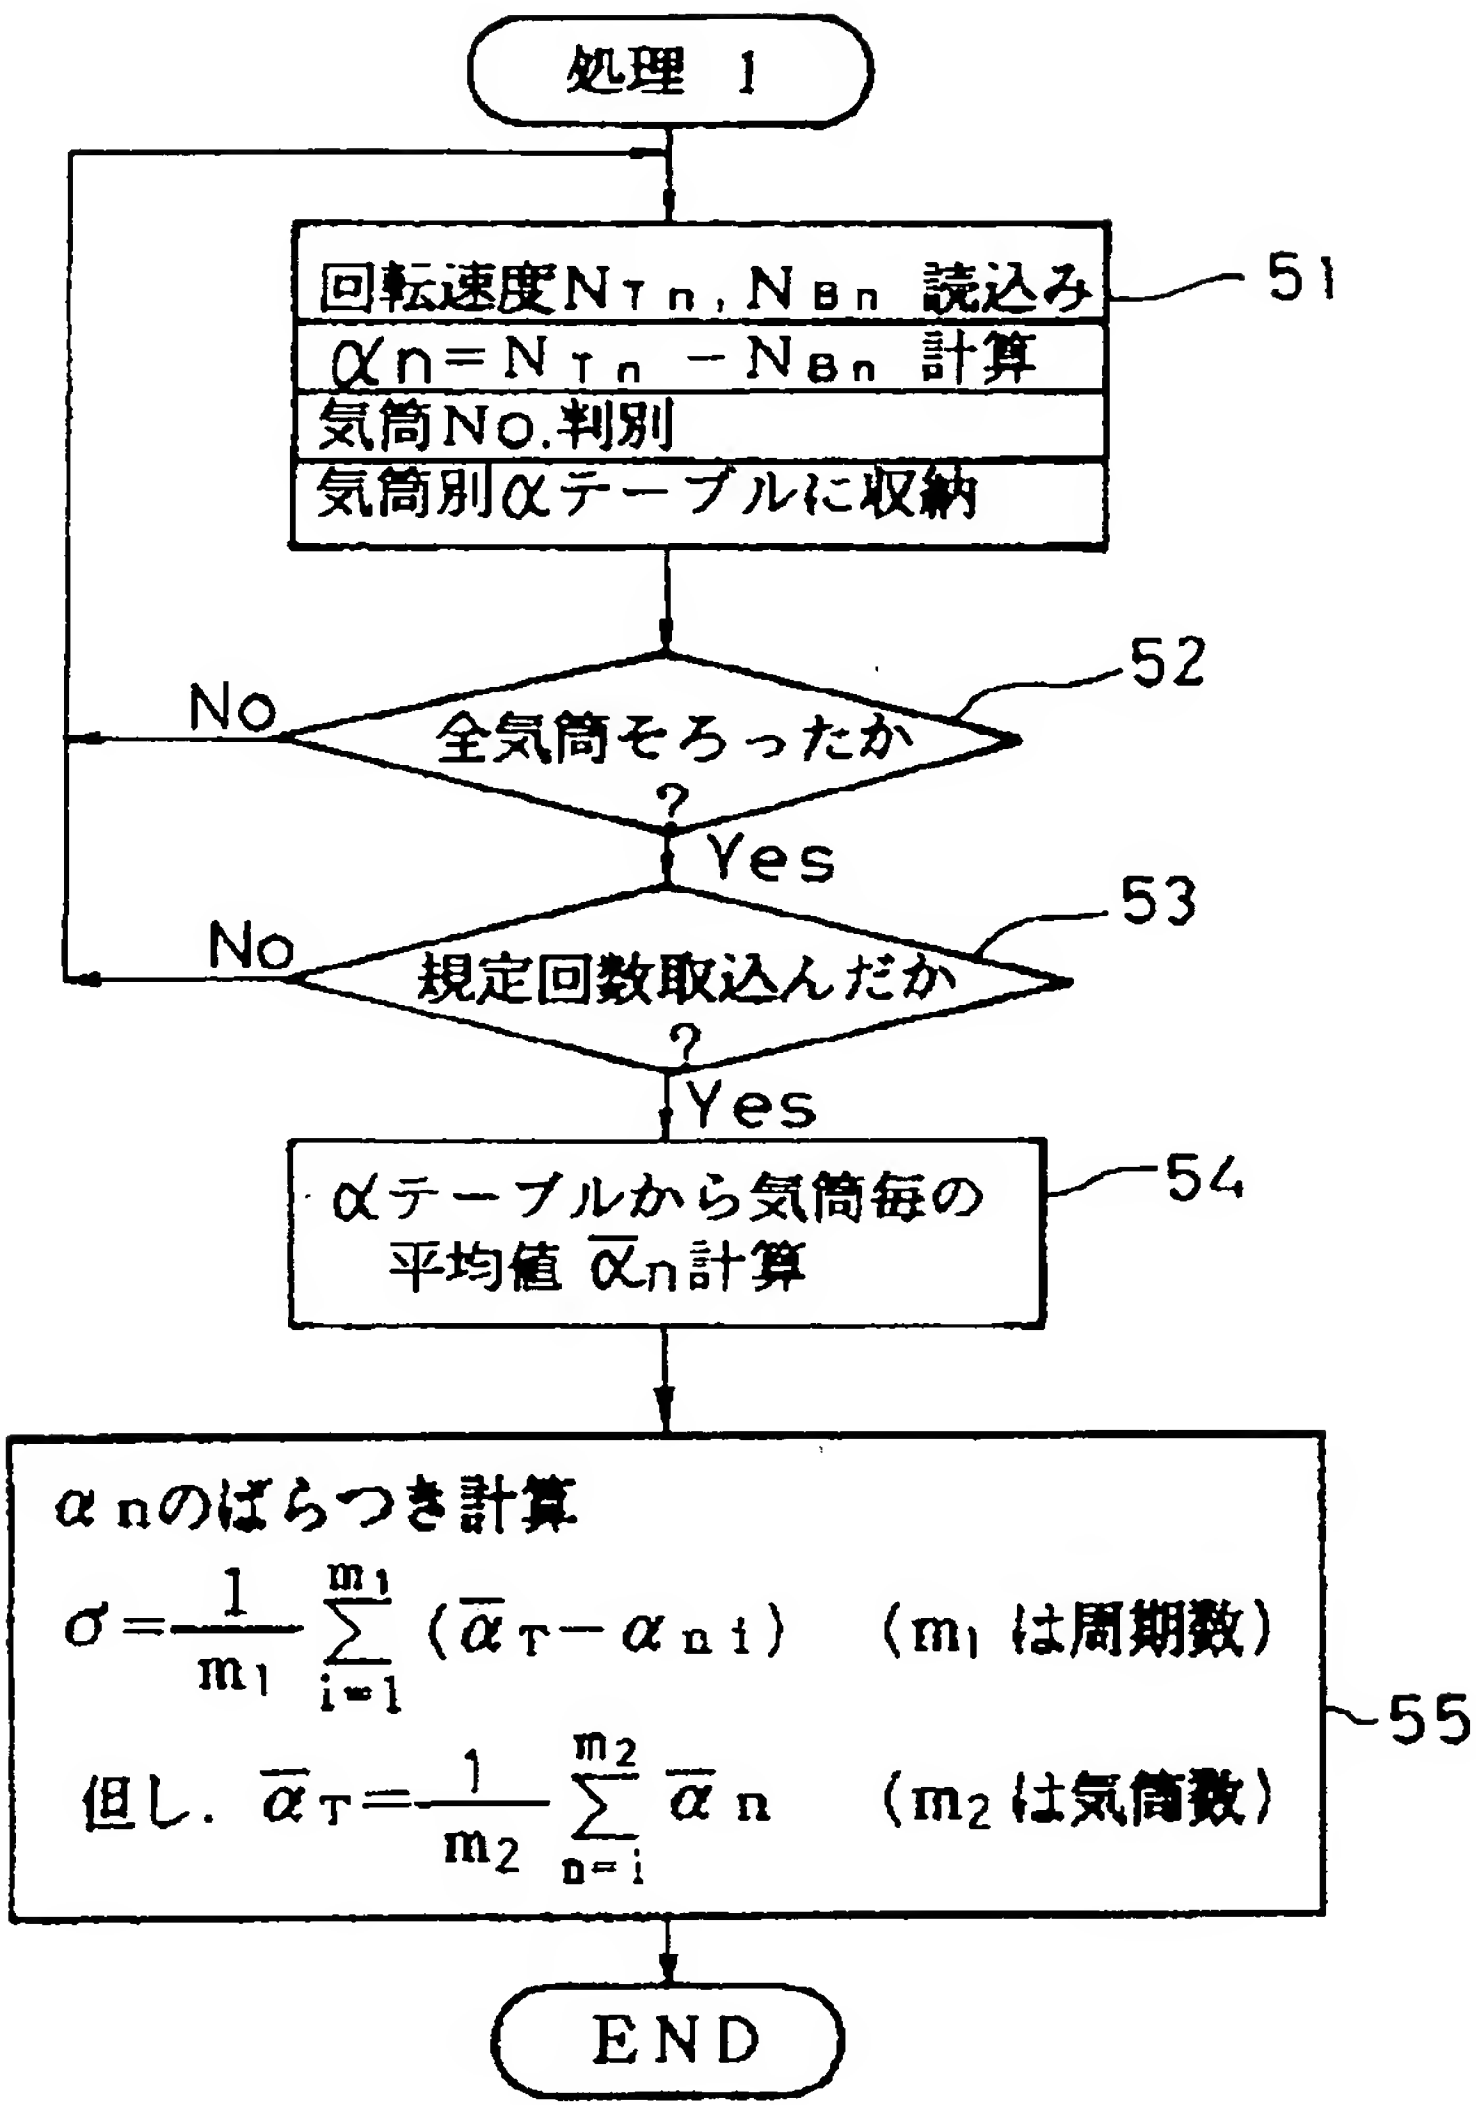 処理 1
回転速度NTn, NBn 読込み 51
αn=NTn -NBn 計算
気筒No.判別
気筒別αテーブルに収納
52
No
全気筒そろったか
?
Yes
53
No
規定回数取込んだか
?
Yes
αテーブルから気筒毎の 54
平均値 α̅n計算
αnのばらつき計算
σ=1/m1 Σ[i=1, m1] (α̅T-αni) (m1は周期数)
55
但し. α̅T=1/m2 Σ[n=i, m2] α̅n (m2は気筒数)
END